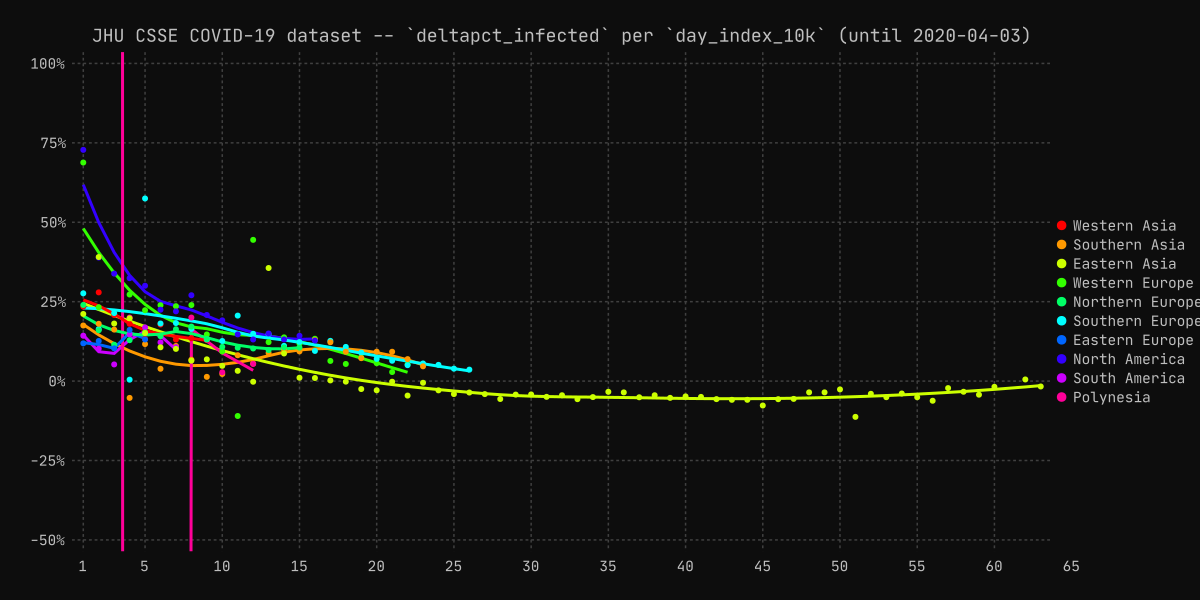 JHU CSSE COVID-19 dataset -- `deltapct_infected` per `day_index_10k` (until 2020-04-03)
100%
75%
50%
25%
0%
-25%
-50%
1 5 10 15 20 25 30 35 40 45 50 55 60 65
Western Asia
Southern Asia
Eastern Asia
Western Europe
Northern Europe
Southern Europe
Eastern Europe
North America
South America
Polynesia